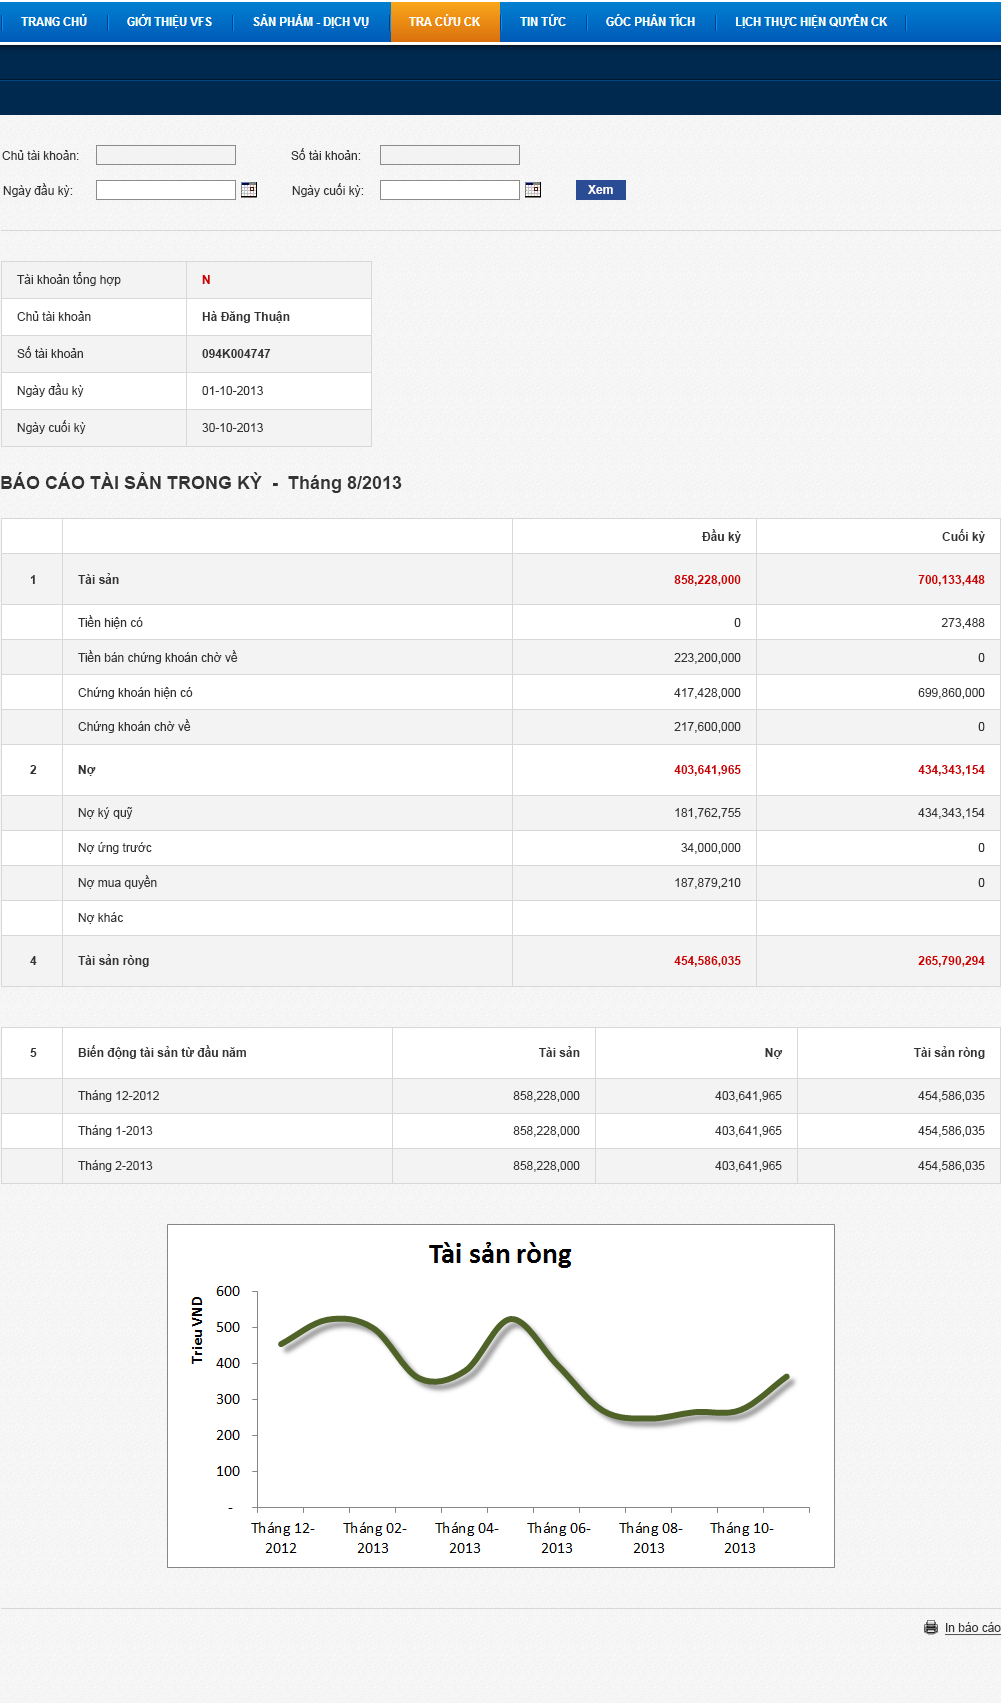 TRANG CHỦ GIỚI THIỆU VFS SẢN PHẨM - DỊCH VỤ TRA CỨU CK TIN TỨC GÓC PHÂN TÍCH LỊCH THỰC HIỆN QUYỀN CK
Chủ tài khoản: Số tài khoản:
Ngày đầu kỳ: Ngày cuối kỳ: Xem
Tài khoản tổng hợp N
Chủ tài khoản Hà Đăng Thuận
Số tài khoản 094K004747
Ngày đầu kỳ 01-10-2013
Ngày cuối kỳ 30-10-2013
BÁO CÁO TÀI SẢN TRONG KỲ - Tháng 8/2013
Đầu kỳ Cuối kỳ
1 Tài sản 858,228,000 700,133,448
Tiền hiện có 0 273,488
Tiền bán chứng khoán chờ về 223,200,000 0
Chứng khoán hiện có 417,428,000 699,860,000
Chứng khoán chờ về 217,600,000 0
2 Nợ 403,641,965 434,343,154
Nợ ký quỹ 181,762,755 434,343,154
Nợ ứng trước 34,000,000 0
Nợ mua quyền 187,879,210 0
Nợ khác
4 Tài sản ròng 454,586,035 265,790,294
5 Biến động tài sản từ đầu năm Tài sản Nợ Tài sản ròng
Tháng 12-2012 858,228,000 403,641,965 454,586,035
Tháng 1-2013 858,228,000 403,641,965 454,586,035
Tháng 2-2013 858,228,000 403,641,965 454,586,035
Tài sản ròng
Trieu VND
600
500
400
300
200
100
-
Tháng 12- Tháng 02- Tháng 04- Tháng 06- Tháng 08- Tháng 10-
2012 2013 2013 2013 2013 2013
In báo cáo